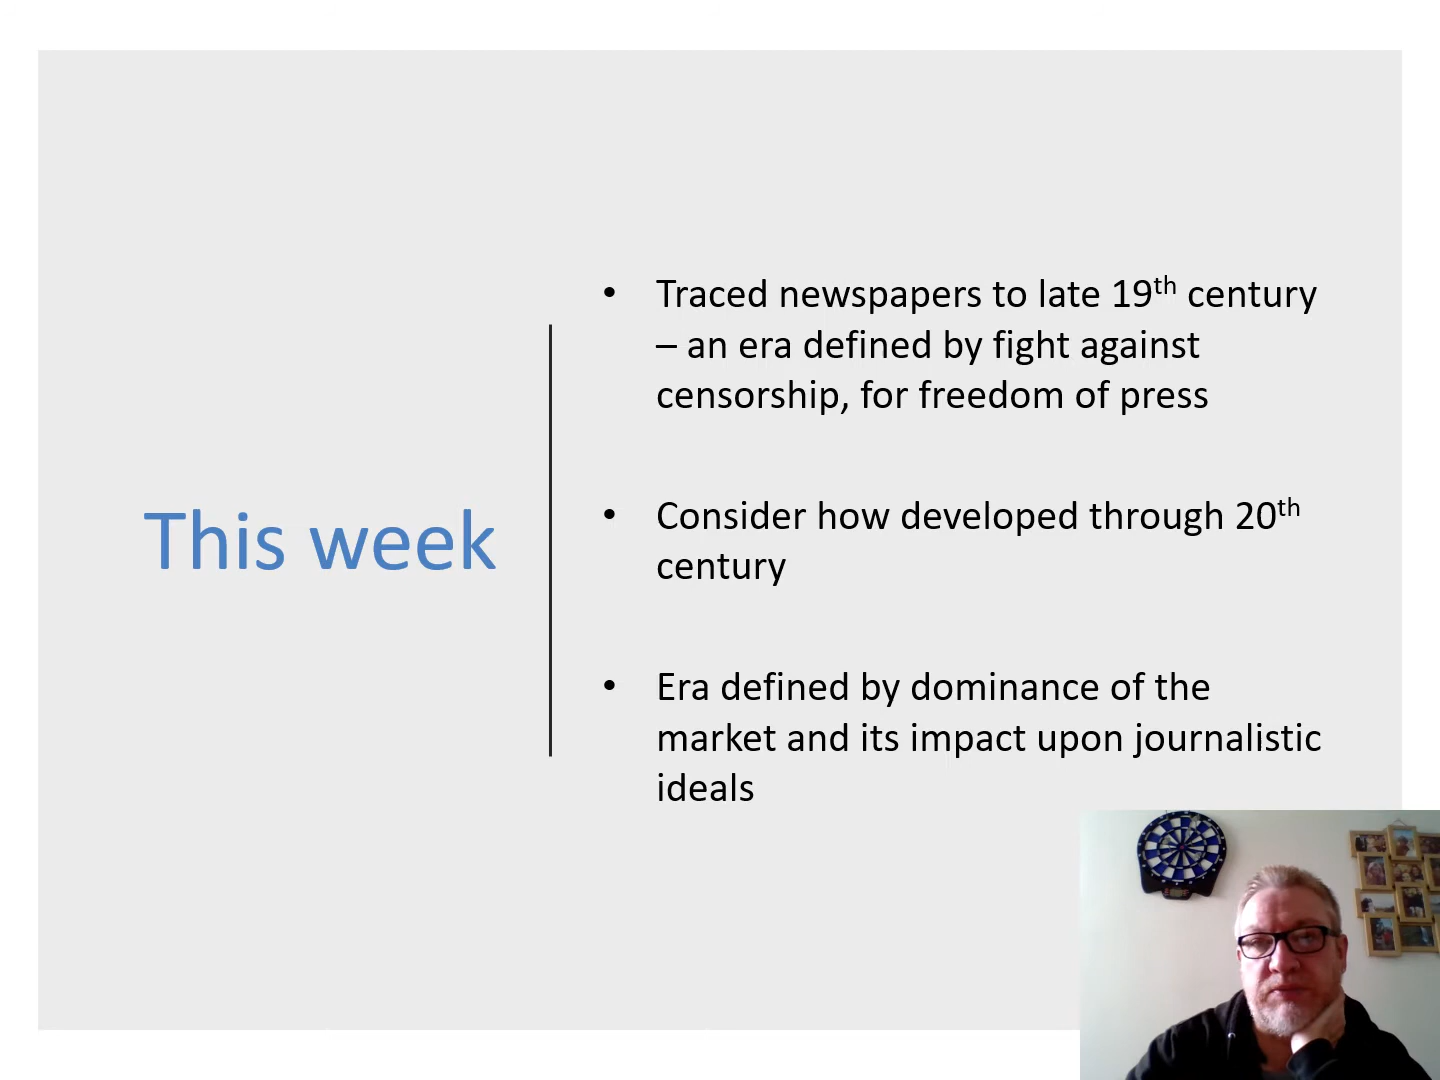 This week
• Traced newspapers to late 19th century
– an era defined by fight against
censorship, for freedom of press
• Consider how developed through 20th
century
• Era defined by dominance of the
market and its impact upon journalistic
ideals